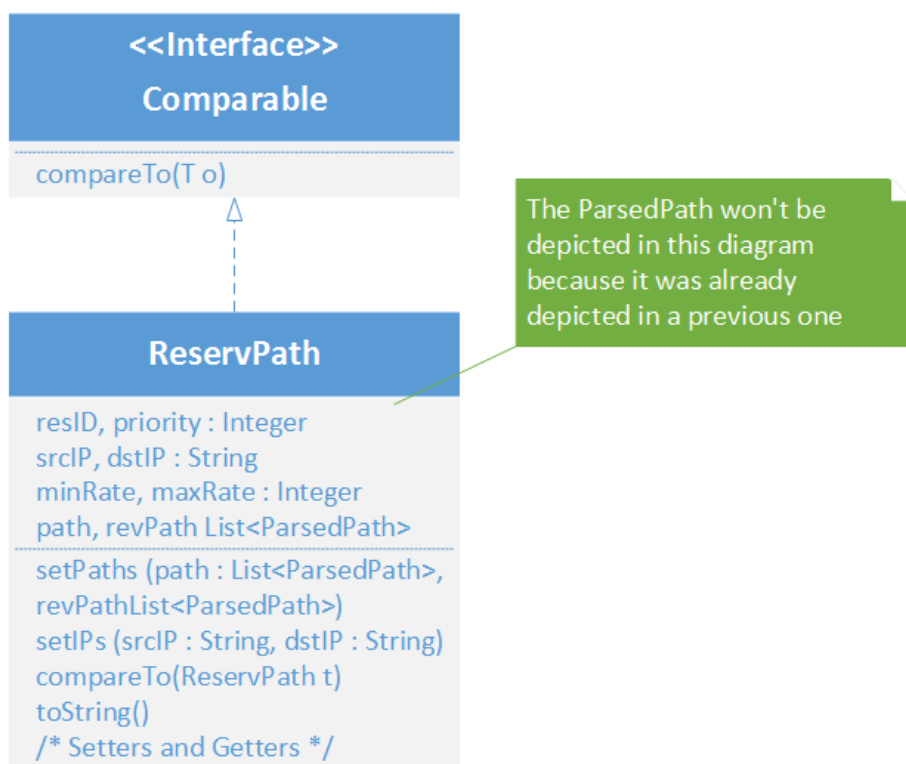 <<Interface>>
Comparable
compareTo(T o)
The ParsedPath won't be
depicted in this diagram
because it was already
depicted in a previous one
ReservPath
resID, priority : Integer
srcIP, dstIP : String
minRate, maxRate : Integer
path, revPath List<ParsedPath>
setPaths (path : List<ParsedPath>,
revPathList<ParsedPath>)
setIPs (srcIP : String, dstIP : String)
compareTo(ReservPath t)
toString()
/* Setters and Getters */